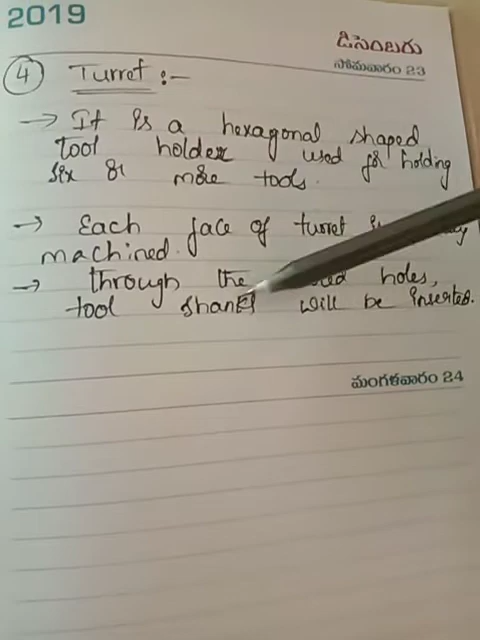 2019
డిసెంబరు
సోమవారం 23
4 Turret :-
→ It is a hexagonal shaped
tool holder used for holding
six or more tools.
→ Each face of turret
machined.
→ through the holes,
tool shanks will be inserted.
మంగళవారం 24